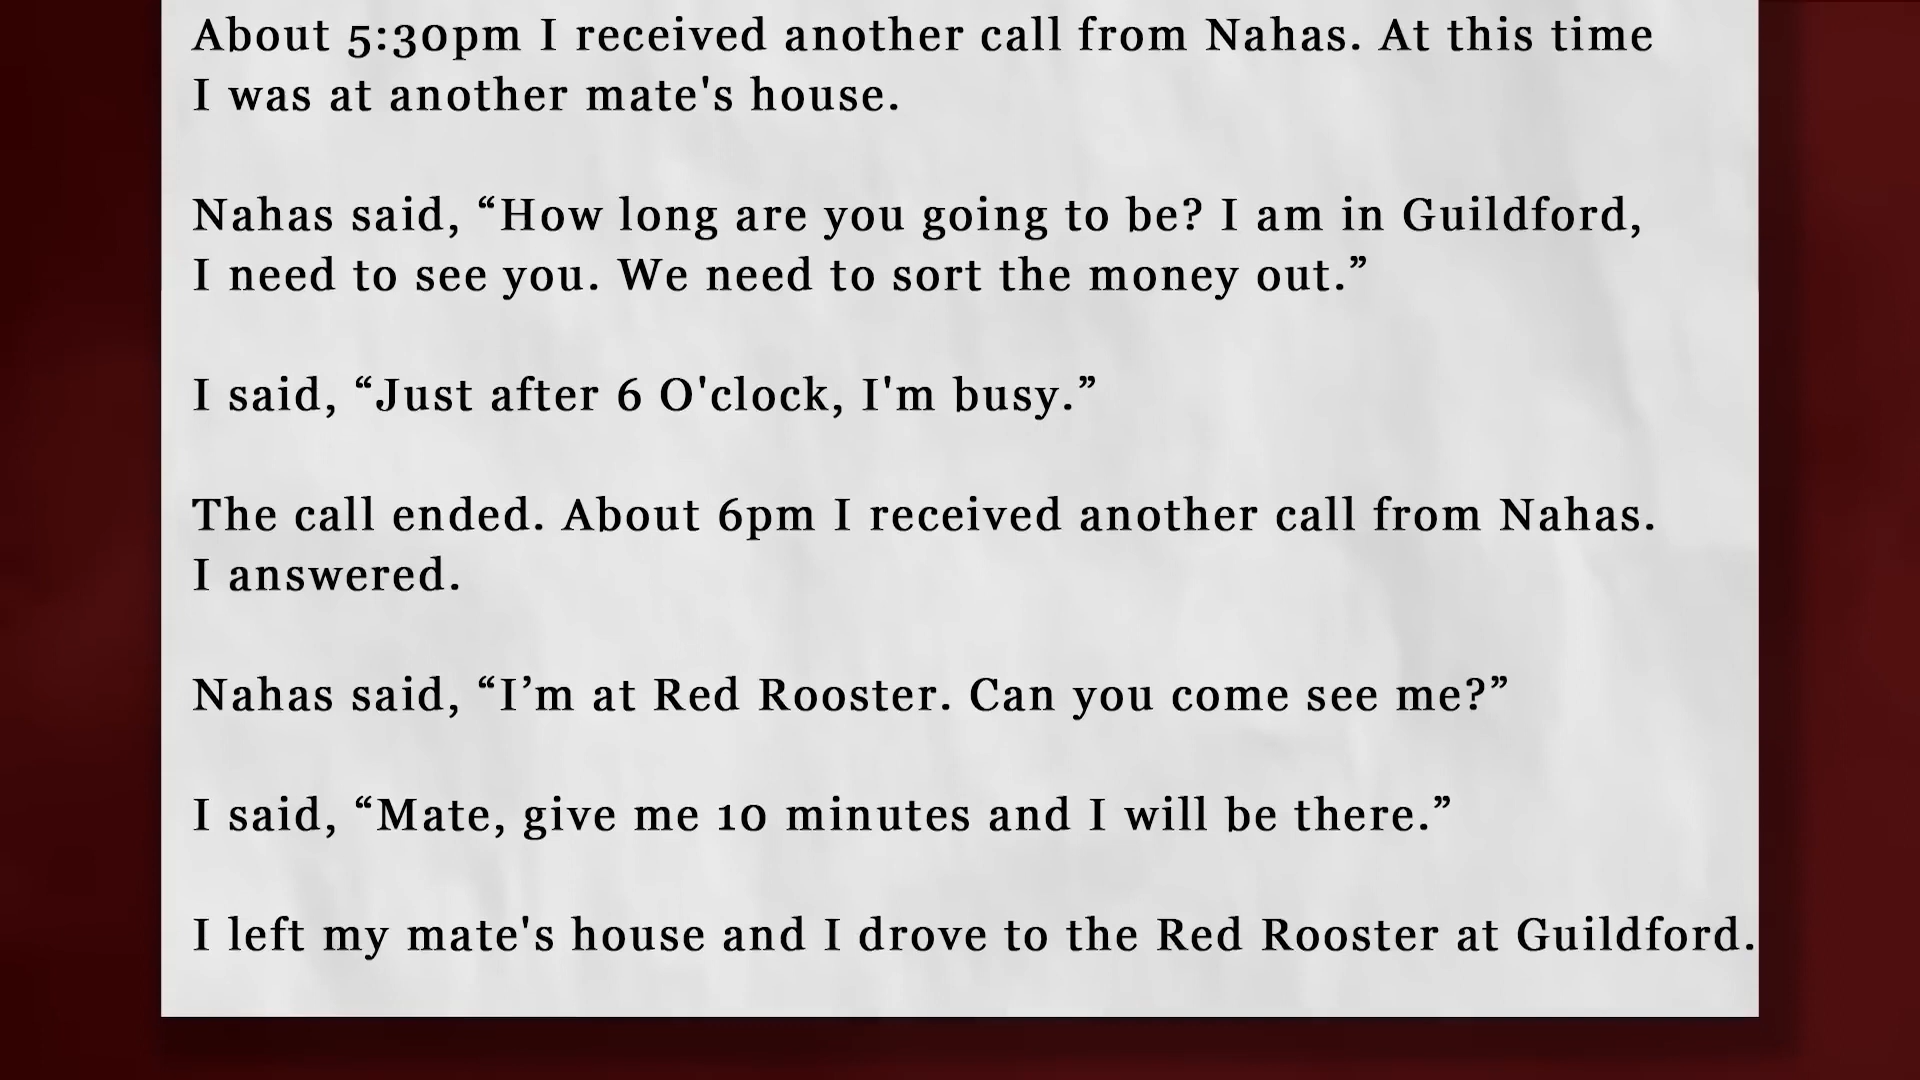 About 5:30pm I received another call from Nahas. At this time
I was at another mate's house.
Nahas said, “How long are you going to be? I am in Guildford,
I need to see you. We need to sort the money out.”
I said, “Just after 6 O'clock, I'm busy.”
The call ended. About 6pm I received another call from Nahas.
I answered.
Nahas said, “I’m at Red Rooster. Can you come see me?”
I said, “Mate, give me 10 minutes and I will be there.”
I left my mate's house and I drove to the Red Rooster at Guildford.